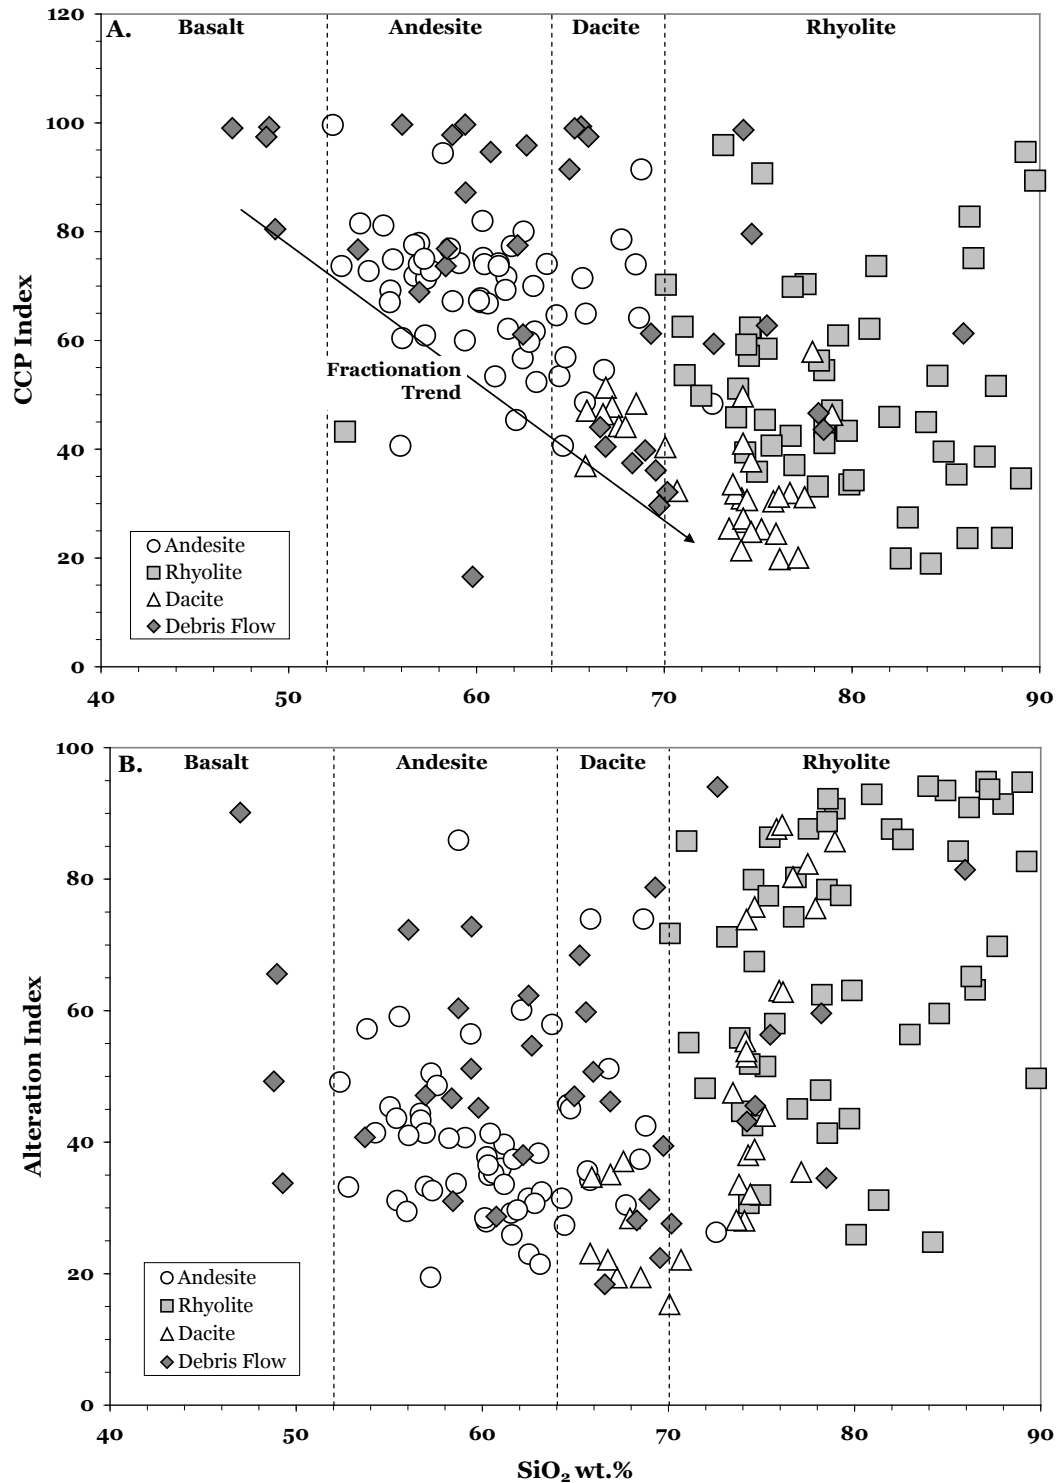 A.
Basalt Andesite Dacite Rhyolite
120
100
80
60
40
20
0
CCP Index
Fractionation
Trend
Andesite
Rhyolite
Dacite
Debris Flow
40 50 60 70 80 90
B.
Basalt Andesite Dacite Rhyolite
100
80
60
40
20
0
Alteration Index
Andesite
Rhyolite
Dacite
Debris Flow
40 50 60 70 80 90
SiO₂ wt.%